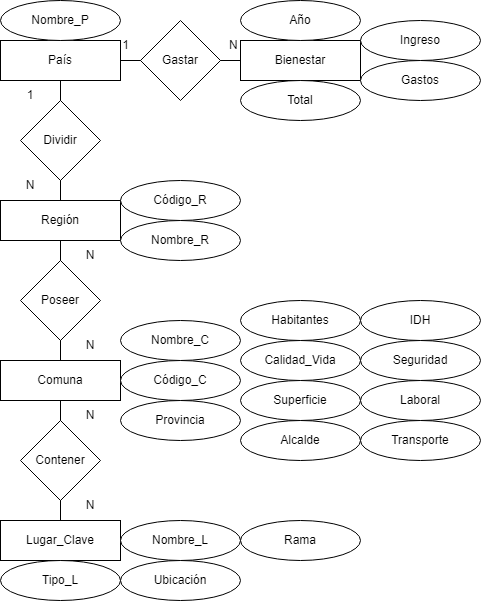 Nombre_P
Año
Ingreso
País
1
Gastar
N
Bienestar
Gastos
1
Total
Dividir
N
Código_R
Región
Nombre_R
N
Poseer
N
Nombre_C
Habitantes
IDH
Calidad_Vida
Seguridad
Comuna
Código_C
Superficie
Laboral
N
Provincia
Alcalde
Transporte
Contener
N
Lugar_Clave
Nombre_L
Rama
Tipo_L
Ubicación